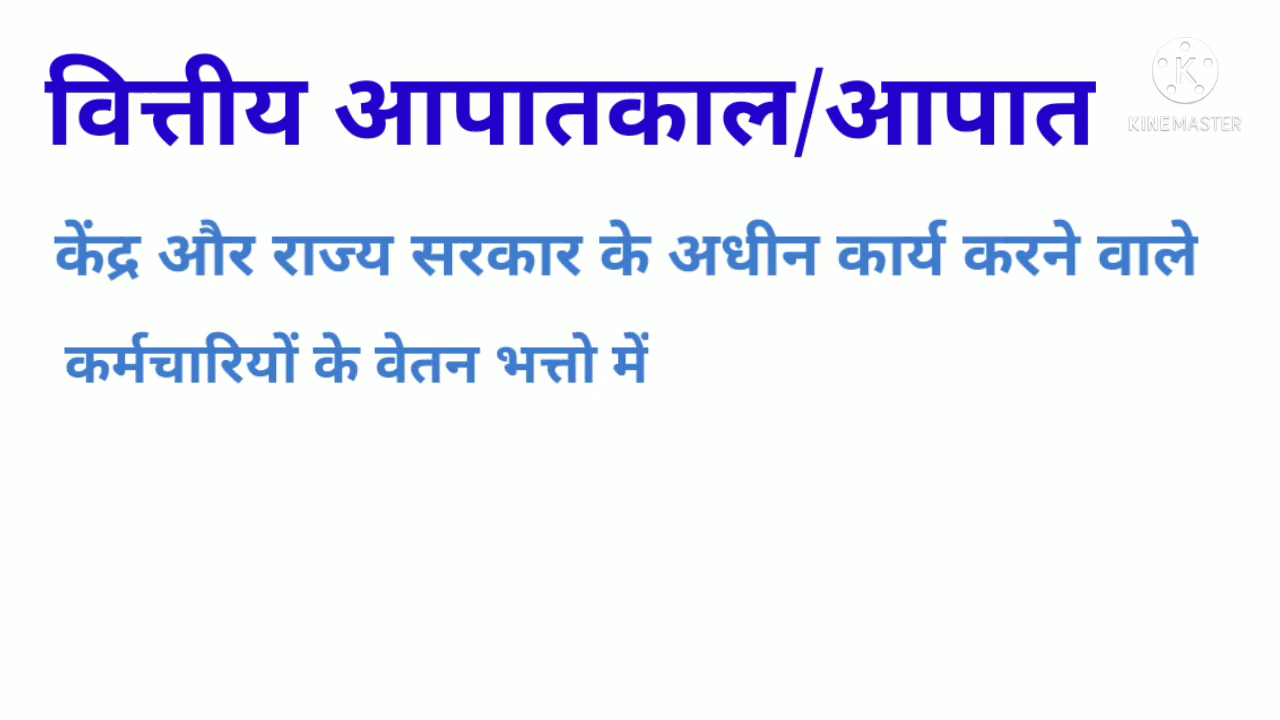 वित्तीय आपातकाल/आपात
KINEMASTER
केंद्र और राज्य सरकार के अधीन कार्य करने वाले
कर्मचारियों के वेतन भत्तो में